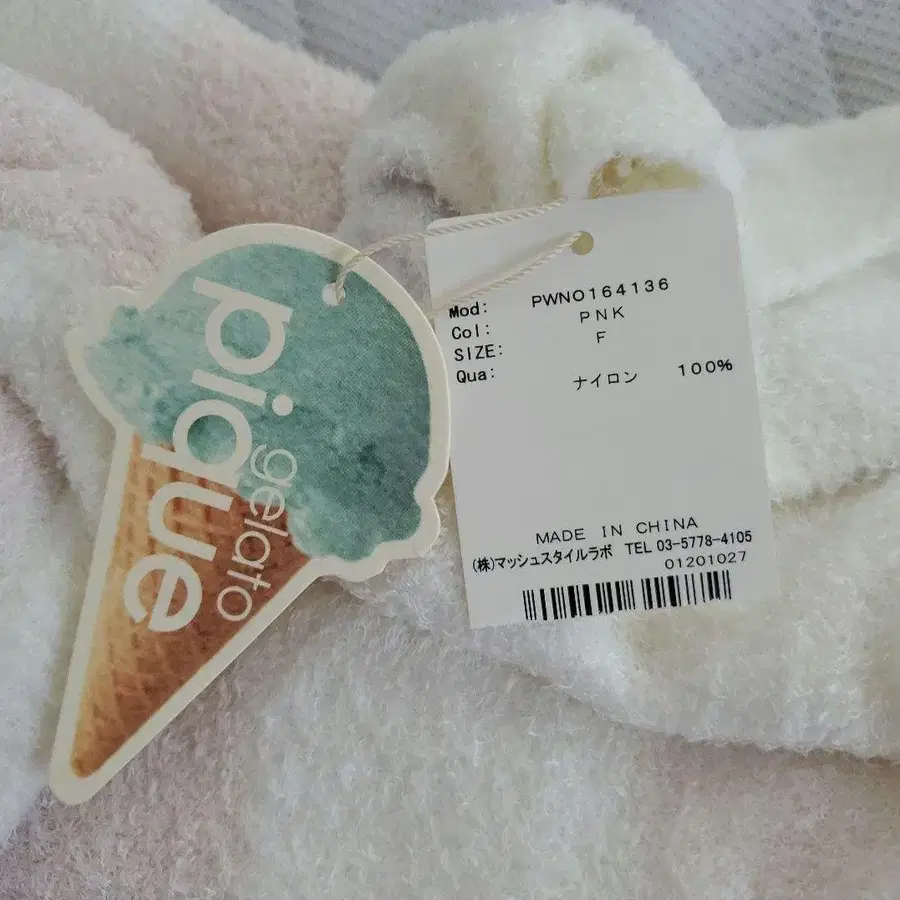 gelato
pique
Mod: PWNO164136
Col: PNK
SIZE: F
Qua:
ナイロン 100%
MADE IN CHINA
(株)マッシュスタイルラボ TEL 03-5778-4105
01201027